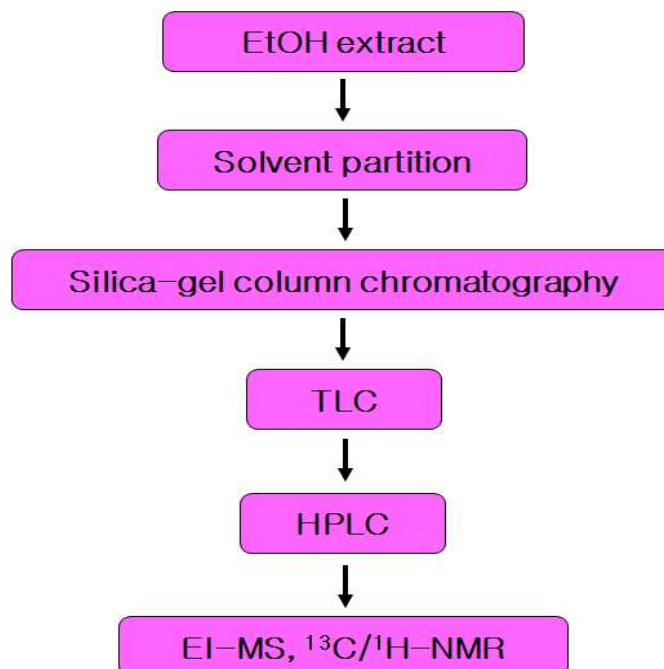 EtOH extract
Solvent partition
Silica-gel column chromatography
TLC
HPLC
EI-MS, ¹³C/¹H-NMR